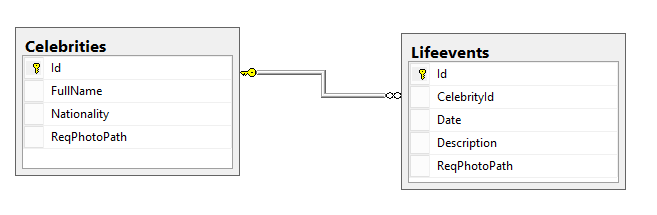 Celebrities
Id
FullName
Nationality
ReqPhotoPath
Lifeevents
Id
CelebrityId
Date
Description
ReqPhotoPath